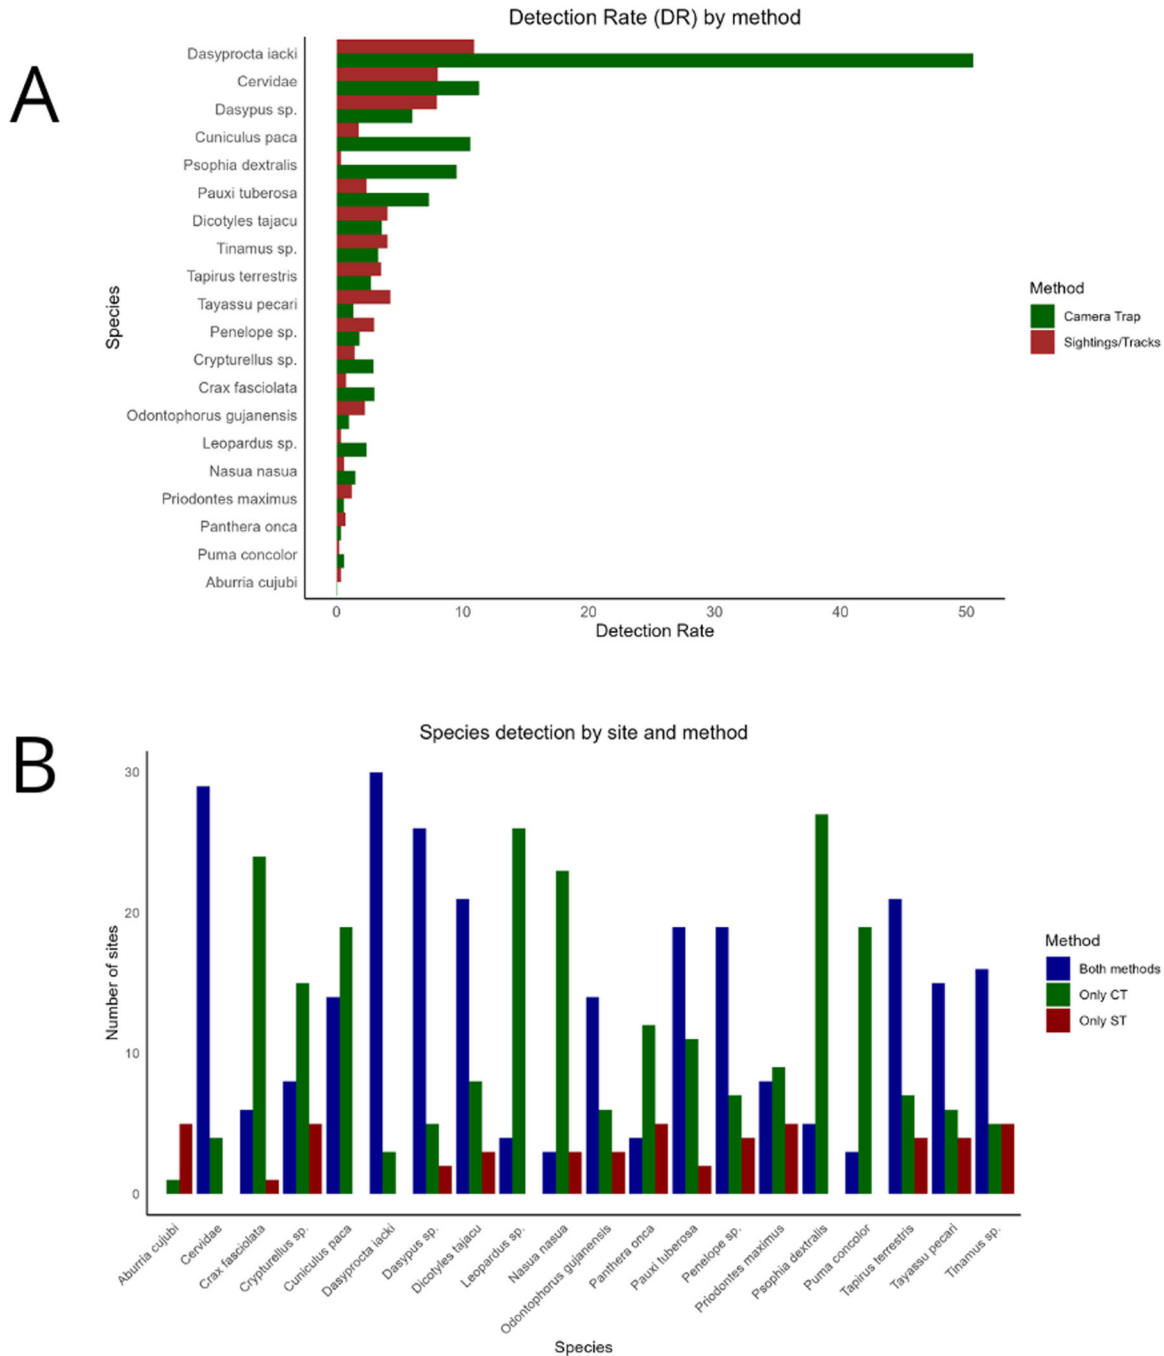 Detection Rate (DR) by method
A
Dasyprocta iacki
Cervidae
Dasypus sp.
Cuniculus paca
Psophia dextralis
Pauxi tuberosa
Dicotyles tajacu
Tinamus sp.
Tapirus terrestris
Tayassu pecari
Penelope sp.
Crypturellus sp.
Crax fasciolata
Odontophorus gujanensis
Leopardus sp.
Nasua nasua
Priodontes maximus
Panthera onca
Puma concolor
Aburria cujubi
Species
0 10 20 30 40 50
Detection Rate
Method
Camera Trap
Sightings/Tracks
Species detection by site and method
B
30
20
10
0
Number of sites
Aburria cujubi
Cervidae
Crax fasciolata
Crypturellus sp.
Cuniculus paca
Dasyprocta iacki
Dasypus sp.
Dicotyles tajacu
Leopardus sp.
Nasua nasua
Odontophorus gujanensis
Panthera onca
Pauxi tuberosa
Penelope sp.
Priodontes maximus
Psophia dextralis
Puma concolor
Tapirus terrestris
Tayassu pecari
Tinamus sp.
Species
Method
Both methods
Only CT
Only ST